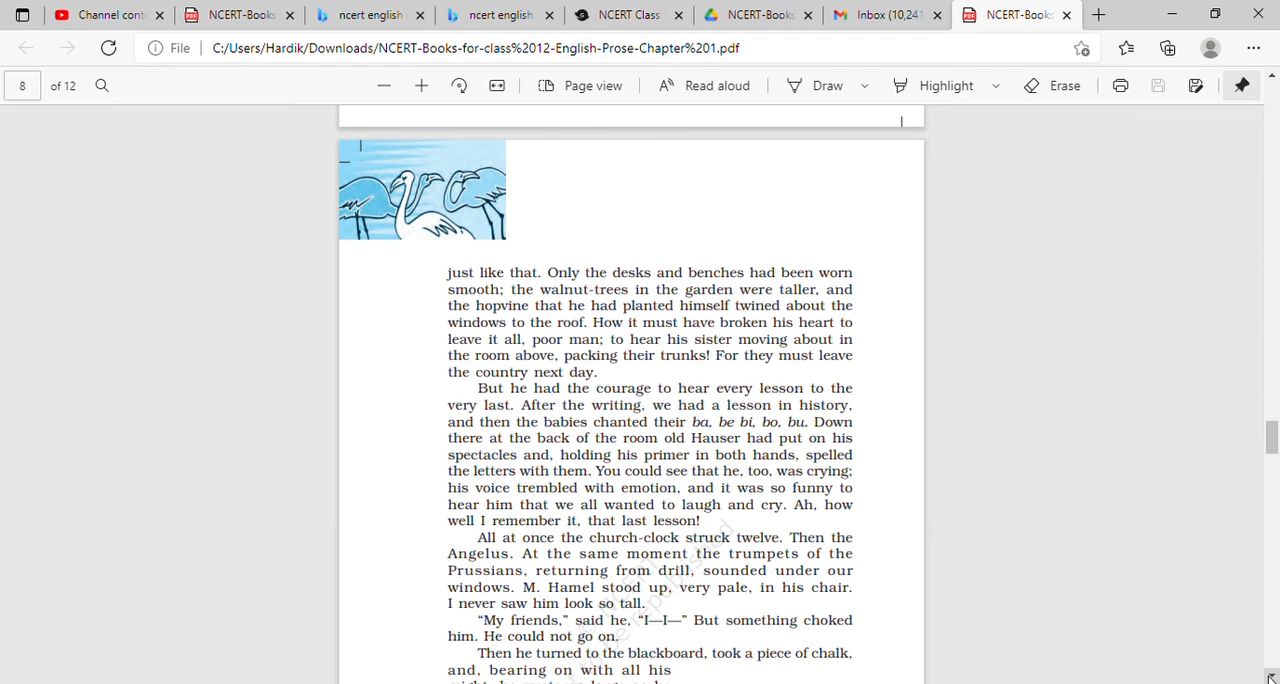 Channel cont
NCERT-Books
ncert english
ncert english
NCERT Class
NCERT-Books
Inbox (10,241
NCERT-Books
File
C:/Users/Hardik/Downloads/NCERT-Books-for-class%2012-English-Prose-Chapter%201.pdf
8 of 12
Page view
Read aloud
Draw
Highlight
Erase
just like that. Only the desks and benches had been worn
smooth; the walnut-trees in the garden were taller, and
the hopvine that he had planted himself twined about the
windows to the roof. How it must have broken his heart to
leave it all, poor man; to hear his sister moving about in
the room above, packing their trunks! For they must leave
the country next day.
But he had the courage to hear every lesson to the
very last. After the writing, we had a lesson in history,
and then the babies chanted their ba, be bi, bo, bu. Down
there at the back of the room old Hauser had put on his
spectacles and, holding his primer in both hands, spelled
the letters with them. You could see that he, too, was crying;
his voice trembled with emotion, and it was so funny to
hear him that we all wanted to laugh and cry. Ah, how
well I remember it, that last lesson!
All at once the church-clock struck twelve. Then the
Angelus. At the same moment the trumpets of the
Prussians, returning from drill, sounded under our
windows. M. Hamel stood up, very pale, in his chair.
I never saw him look so tall.
“My friends,” said he, “I—I—” But something choked
him. He could not go on.
Then he turned to the blackboard, took a piece of chalk,
and, bearing on with all his